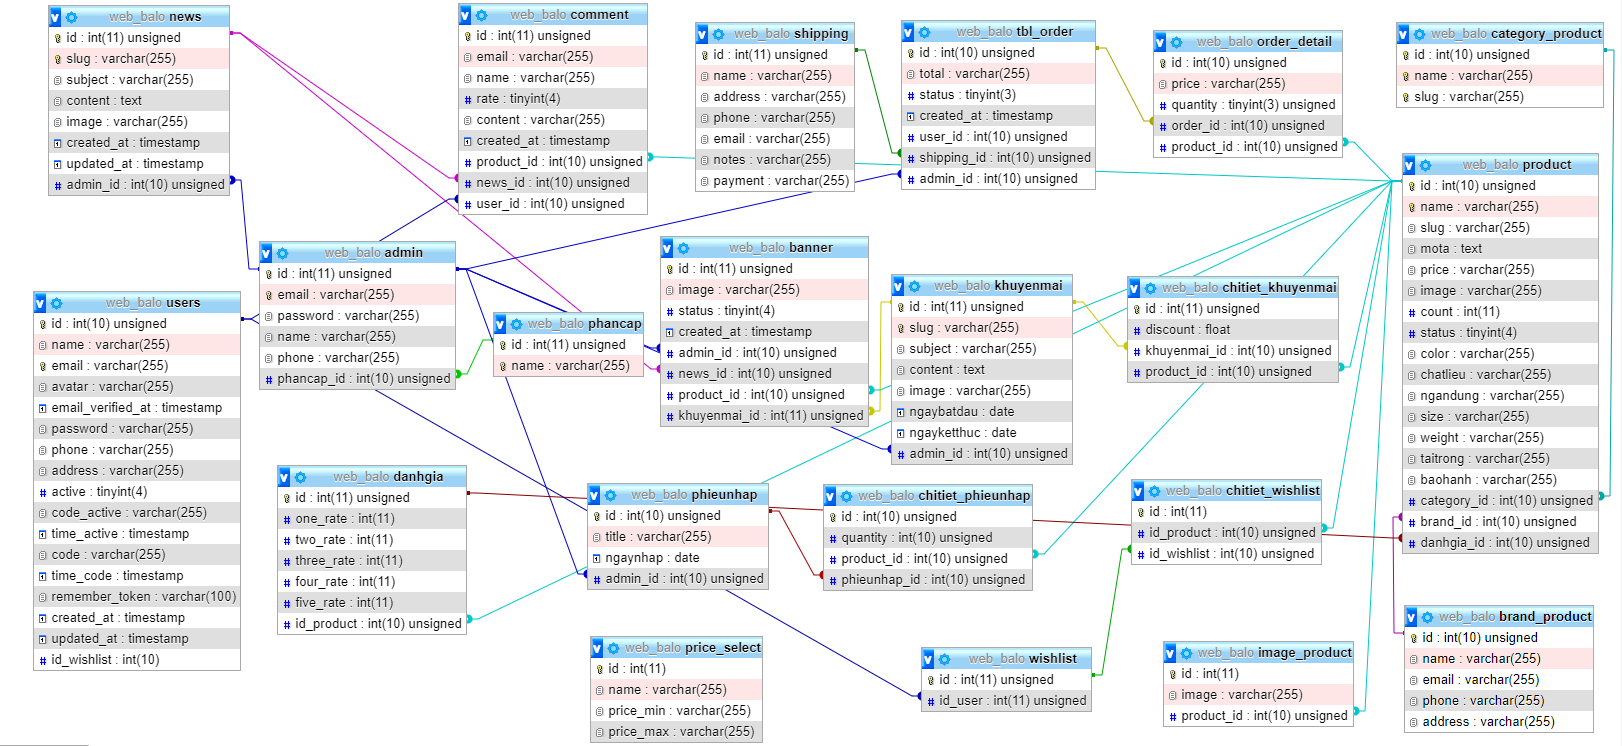 web_balo news
id : int(11) unsigned
slug : varchar(255)
subject : varchar(255)
content : text
image : varchar(255)
created_at : timestamp
updated_at : timestamp
admin_id : int(10) unsigned
web_balo comment
id : int(11) unsigned
email : varchar(255)
name : varchar(255)
rate : tinyint(4)
content : varchar(255)
created_at : timestamp
product_id : int(10) unsigned
news_id : int(10) unsigned
user_id : int(10) unsigned
web_balo shipping
id : int(11) unsigned
name : varchar(255)
address : varchar(255)
phone : varchar(255)
email : varchar(255)
notes : varchar(255)
payment : varchar(255)
web_balo tbl_order
id : int(10) unsigned
total : varchar(255)
status : tinyint(3)
created_at : timestamp
user_id : int(10) unsigned
shipping_id : int(10) unsigned
admin_id : int(10) unsigned
web_balo order_detail
id : int(10) unsigned
price : varchar(255)
quantity : tinyint(3) unsigned
order_id : int(10) unsigned
product_id : int(10) unsigned
web_balo category_product
id : int(10) unsigned
name : varchar(255)
slug : varchar(255)
web_balo product
id : int(10) unsigned
name : varchar(255)
slug : varchar(255)
mota : text
price : varchar(255)
image : varchar(255)
count : int(11)
status : tinyint(4)
color : varchar(255)
chatlieu : varchar(255)
ngandung : varchar(255)
size : varchar(255)
weight : varchar(255)
taitrong : varchar(255)
baohanh : varchar(255)
category_id : int(10) unsigned
brand_id : int(10) unsigned
danhgia_id : int(10) unsigned
web_balo admin
id : int(11) unsigned
email : varchar(255)
password : varchar(255)
name : varchar(255)
phone : varchar(255)
phancap_id : int(10) unsigned
web_balo users
id : int(10) unsigned
name : varchar(255)
email : varchar(255)
avatar : varchar(255)
email_verified_at : timestamp
password : varchar(255)
phone : varchar(255)
address : varchar(255)
active : tinyint(4)
code_active : varchar(255)
time_active : timestamp
code : varchar(255)
time_code : timestamp
remember_token : varchar(100)
created_at : timestamp
updated_at : timestamp
id_wishlist : int(10)
web_balo phancap
id : int(11) unsigned
name : varchar(255)
web_balo banner
id : int(11) unsigned
image : varchar(255)
status : tinyint(4)
created_at : timestamp
admin_id : int(10) unsigned
news_id : int(10) unsigned
product_id : int(10) unsigned
khuyenmai_id : int(11) unsigned
web_balo khuyenmai
id : int(11) unsigned
slug : varchar(255)
subject : varchar(255)
content : text
image : varchar(255)
ngaybatdau : date
ngayketthuc : date
admin_id : int(10) unsigned
web_balo chitiet_khuyenmai
id : int(11) unsigned
discount : float
khuyenmai_id : int(10) unsigned
product_id : int(10) unsigned
web_balo danhgia
id : int(11) unsigned
one_rate : int(11)
two_rate : int(11)
three_rate : int(11)
four_rate : int(11)
five_rate : int(11)
id_product : int(10) unsigned
web_balo phieunhap
id : int(10) unsigned
title : varchar(255)
ngaynhap : date
admin_id : int(10) unsigned
web_balo chitiet_phieunhap
id : int(10) unsigned
quantity : int(10) unsigned
product_id : int(10) unsigned
phieunhap_id : int(10) unsigned
web_balo chitiet_wishlist
id : int(11)
id_product : int(10) unsigned
id_wishlist : int(10) unsigned
web_balo price_select
id : int(11)
name : varchar(255)
price_min : varchar(255)
price_max : varchar(255)
web_balo wishlist
id : int(11) unsigned
id_user : int(11) unsigned
web_balo image_product
id : int(11)
image : varchar(255)
product_id : int(10) unsigned
web_balo brand_product
id : int(10) unsigned
name : varchar(255)
email : varchar(255)
phone : varchar(255)
address : varchar(255)